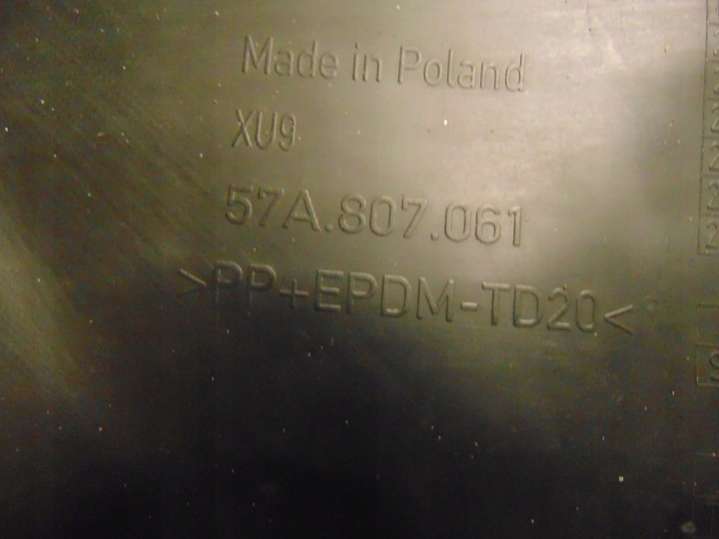 Made in Poland
XU9
57A.807.061
>PP+EPDM-TD20<